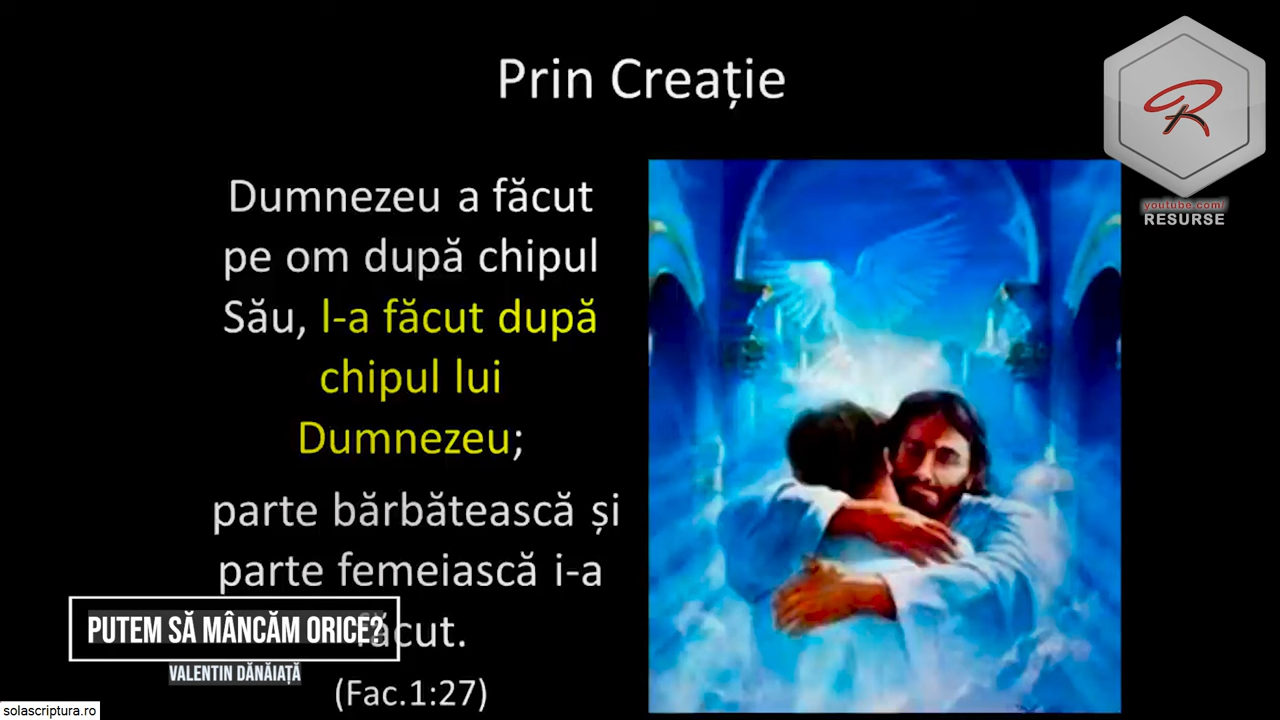 Prin Creație
Dumnezeu a făcut
pe om după chipul
Său, l-a făcut după
chipul lui
Dumnezeu;
parte bărbătească și
parte femeiască i-a
făcut.
(Fac.1:27)
PUTEM SĂ MÂNCĂM ORICE?
VALENTIN DĂNĂIAȚĂ
solascriptura.ro
R
youtube.com/
RESURSE